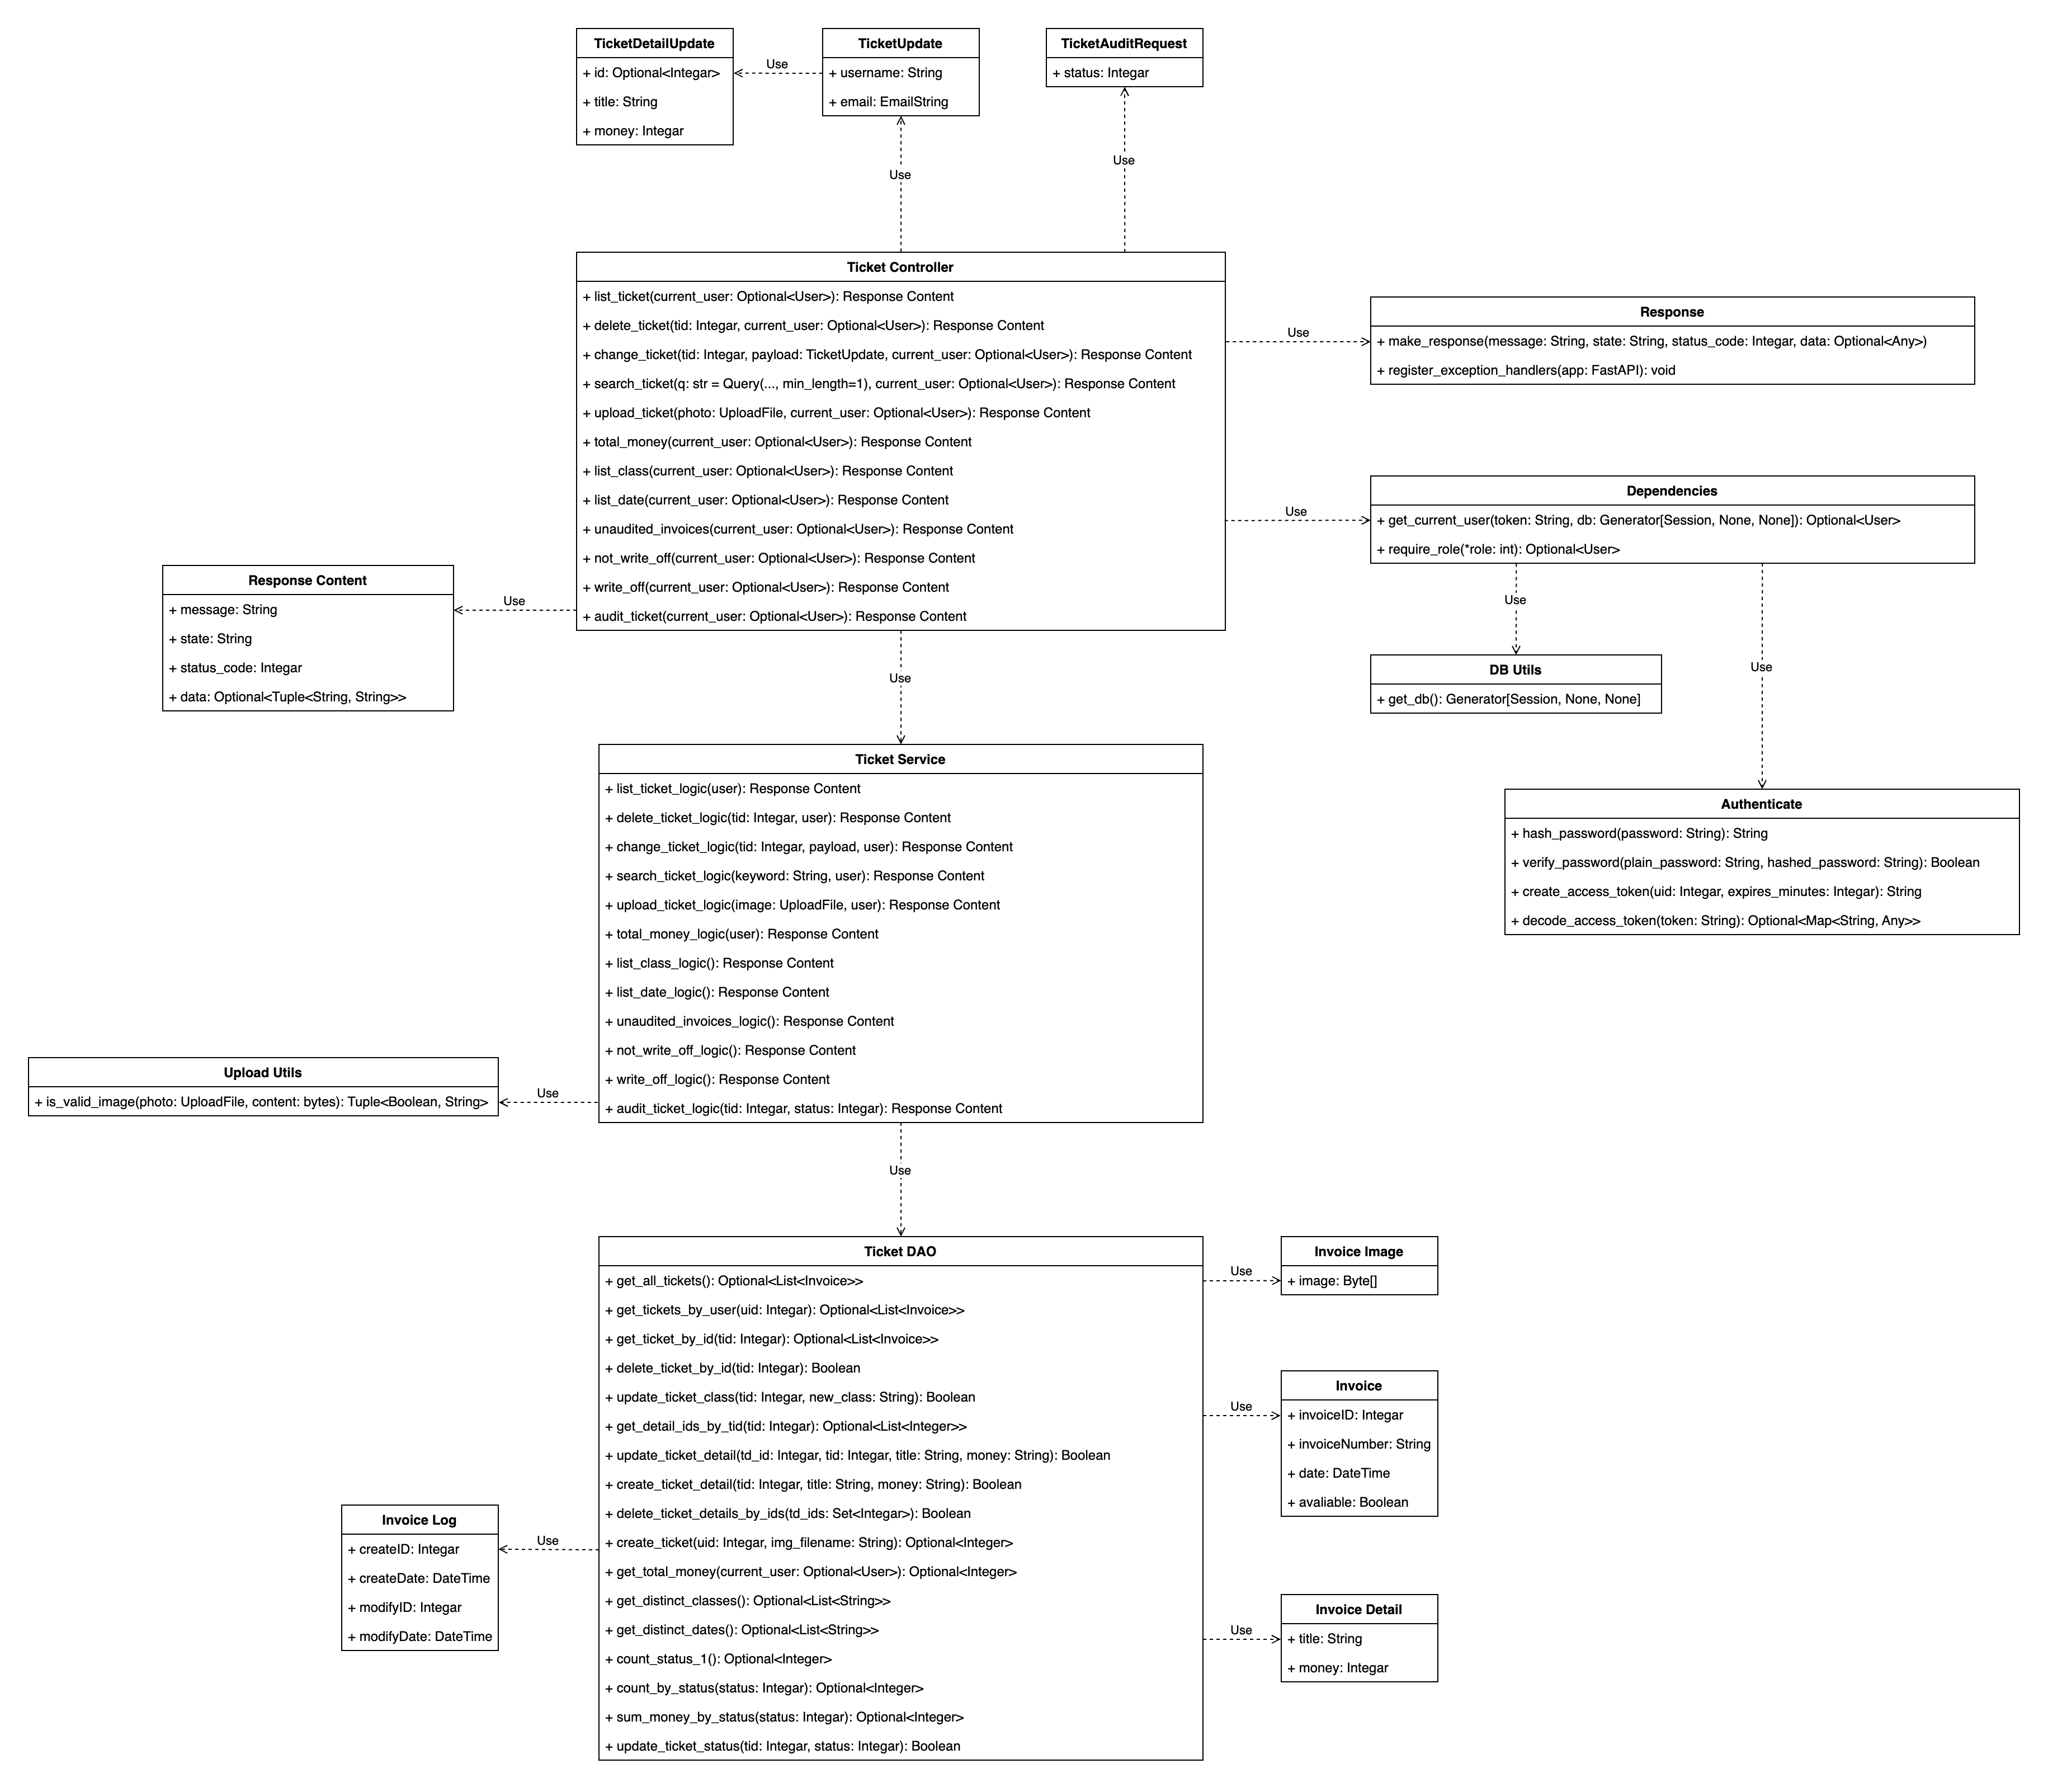 TicketDetailUpdate
+ id: Optional<Integar>
+ title: String
+ money: Integar
Use
TicketUpdate
+ username: String
+ email: EmailString
TicketAuditRequest
+ status: Integar
Use
Use
Ticket Controller
+ list_ticket(current_user: Optional<User>): Response Content
+ delete_ticket(tid: Integar, current_user: Optional<User>): Response Content
+ change_ticket(tid: Integar, payload: TicketUpdate, current_user: Optional<User>): Response Content
+ search_ticket(q: str = Query(..., min_length=1), current_user: Optional<User>): Response Content
+ upload_ticket(photo: UploadFile, current_user: Optional<User>): Response Content
+ total_money(current_user: Optional<User>): Response Content
+ list_class(current_user: Optional<User>): Response Content
+ list_date(current_user: Optional<User>): Response Content
+ unaudited_invoices(current_user: Optional<User>): Response Content
+ not_write_off(current_user: Optional<User>): Response Content
+ write_off(current_user: Optional<User>): Response Content
+ audit_ticket(current_user: Optional<User>): Response Content
Use
Response
+ make_response(message: String, state: String, status_code: Integar, data: Optional<Any>)
+ register_exception_handlers(app: FastAPI): void
Use
Dependencies
+ get_current_user(token: String, db: Generator[Session, None, None]): Optional<User>
+ require_role(*role: int): Optional<User>
Response Content
+ message: String
+ state: String
+ status_code: Integar
+ data: Optional<Tuple<String, String>>
Use
Use
Use
Use
DB Utils
+ get_db(): Generator[Session, None, None]
Authenticate
+ hash_password(password: String): String
+ verify_password(plain_password: String, hashed_password: String): Boolean
+ create_access_token(uid: Integar, expires_minutes: Integar): String
+ decode_access_token(token: String): Optional<Map<String, Any>>
Ticket Service
+ list_ticket_logic(user): Response Content
+ delete_ticket_logic(tid: Integar, user): Response Content
+ change_ticket_logic(tid: Integar, payload, user): Response Content
+ search_ticket_logic(keyword: String, user): Response Content
+ upload_ticket_logic(image: UploadFile, user): Response Content
+ total_money_logic(user): Response Content
+ list_class_logic(): Response Content
+ list_date_logic(): Response Content
+ unaudited_invoices_logic(): Response Content
+ not_write_off_logic(): Response Content
+ write_off_logic(): Response Content
+ audit_ticket_logic(tid: Integar, status: Integar): Response Content
Upload Utils
+ is_valid_image(photo: UploadFile, content: bytes): Tuple<Boolean, String>
Use
Use
Ticket DAO
+ get_all_tickets(): Optional<List<Invoice>>
+ get_tickets_by_user(uid: Integar): Optional<List<Invoice>>
+ get_ticket_by_id(tid: Integar): Optional<List<Invoice>>
+ delete_ticket_by_id(tid: Integar): Boolean
+ update_ticket_class(tid: Integar, new_class: String): Boolean
+ get_detail_ids_by_tid(tid: Integar): Optional<List<Integer>>
+ update_ticket_detail(td_id: Integar, tid: Integar, title: String, money: String): Boolean
+ create_ticket_detail(tid: Integar, title: String, money: String): Boolean
+ delete_ticket_details_by_ids(td_ids: Set<Integar>): Boolean
+ create_ticket(uid: Integar, img_filename: String): Optional<Integer>
+ get_total_money(current_user: Optional<User>): Optional<Integer>
+ get_distinct_classes(): Optional<List<String>>
+ get_distinct_dates(): Optional<List<String>>
+ count_status_1(): Optional<Integer>
+ count_by_status(status: Integar): Optional<Integer>
+ sum_money_by_status(status: Integar): Optional<Integer>
+ update_ticket_status(tid: Integar, status: Integar): Boolean
Use
Invoice Image
+ image: Byte[]
Use
Invoice
+ invoiceID: Integar
+ invoiceNumber: String
+ date: DateTime
+ avaliable: Boolean
Invoice Log
+ createID: Integar
+ createDate: DateTime
+ modifyID: Integar
+ modifyDate: DateTime
Use
Use
Invoice Detail
+ title: String
+ money: Integar